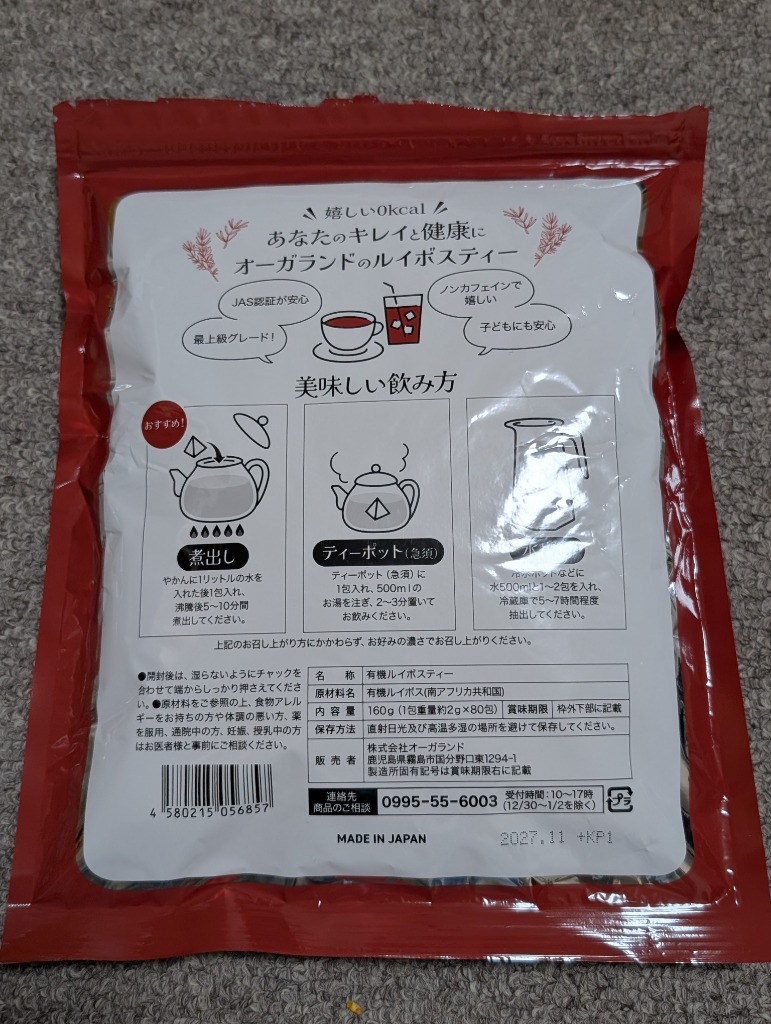 嬉しい0kcal
あなたのキレイと健康に
オーガランドのルイボスティー
JAS認証が安心
最上級グレード!
ノンカフェインで
嬉しい
子どもにも安心
美味しい飲み方
おすすめ!
煮出し
やかんに1リットルの水を
入れた後1包入れ、
沸騰後5~10分間
煮出してください。
ティーポット(急須)
ティーポット(急須)に
1包入れ、500mlの
お湯を注ぎ、2~3分置いて
お飲みください。
水
冷水ポットなどに
水500mlと1~2包を入れ、
冷蔵庫で5~7時間程度
抽出してください。
上記のお召し上がり方にかかわらず、お好みの濃さでお召し上がりください。
●開封後は、湿らないようにチャックを
合わせて端からしっかり押さえてくださ
い。●原材料をご参照の上、食物アレル
ギーをお持ちの方や体調の悪い方、薬
を服用、通院中の方、妊娠、授乳中の方
はお医者様と事前にご相談ください。
4 580215 056857
名 称 有機ルイボスティー
原材料名 有機ルイボス(南アフリカ共和国)
内 容 量 160g (1包重量約2g×80包) 賞味期限 枠外下部に記載
保存方法 直射日光及び高温多湿の場所を避けて保存してください。
販 売 者 株式会社オーガランド
鹿児島県霧島市国分野口東1294-1
製造所固有記号は賞味期限右に記載
連絡先
商品のご相談
0995-55-6003
受付時間:10~17時
(12/30~1/2を除く)
プラ
MADE IN JAPAN
2027.11 +KP1